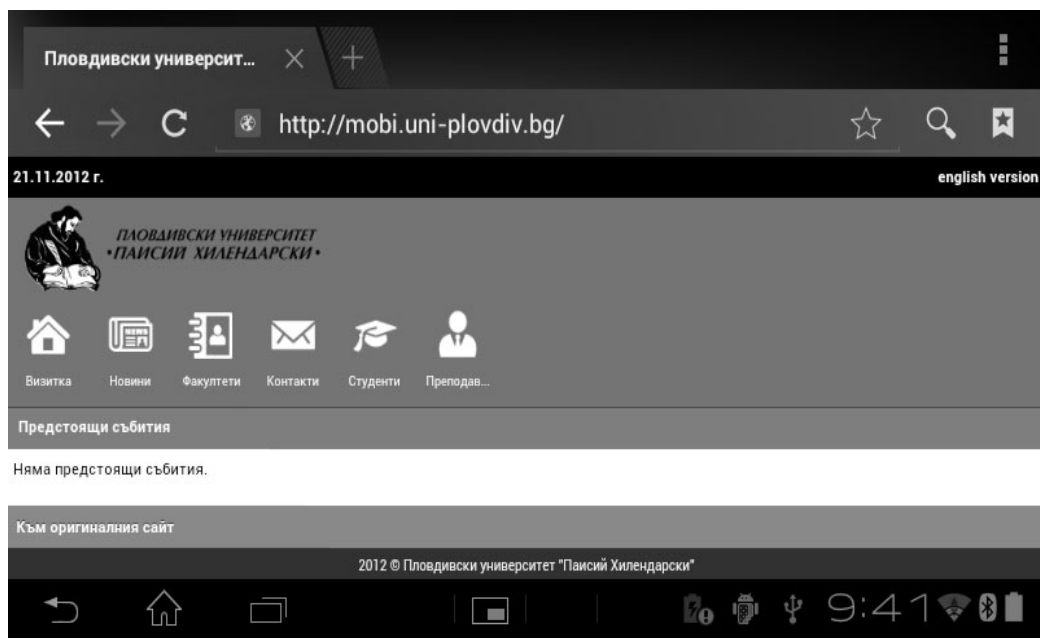 Пловдивски университ...
http://mobi.uni-plovdiv.bg/
21.11.2012 г.
english version
ПЛОВДИВСКИ УНИВЕРСИТЕТ
•ПАИСИЙ ХИЛЕНДАРСКИ•
NEWS
Визитка
Новини
Факултети
Контакти
Студенти
Преподав...
Предстоящи събития
Няма предстоящи събития.
Към оригиналния сайт
2012 © Пловдивски университет "Паисий Хилендарски"
9:41